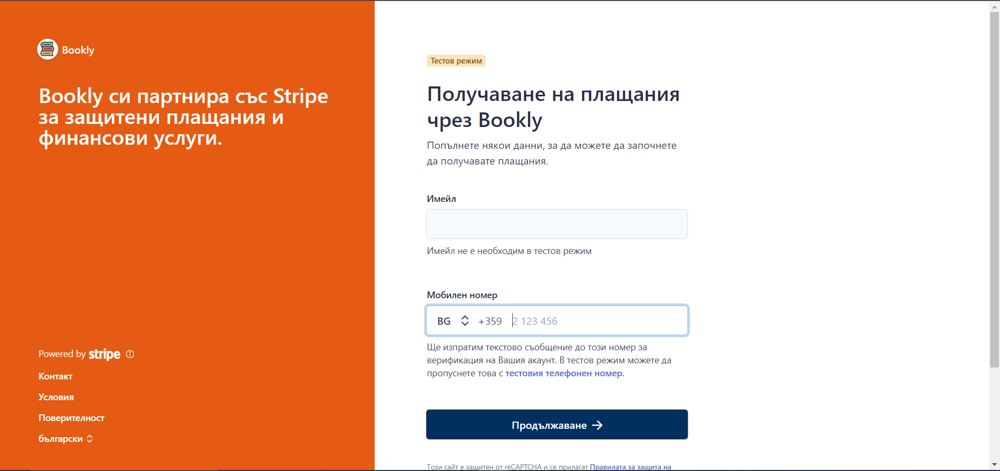 Bookly
Bookly си партнира със Stripe
за защитени плащания и
финансови услуги.
Powered by stripe
Контакт
Условия
Поверителност
български
Тестов режим
Получаване на плащания
чрез Bookly
Попълнете някои данни, за да можете да започнете
да получавате плащания.
Имейл
Имейл не е необходим в тестов режим
Мобилен номер
BG +359 2 123 456
Ще изпратим текстово съобщение до този номер за
верификация на Вашия акаунт. В тестов режим можете да
пропуснете това с тестовия телефонен номер.
Продължаване →
Този сайт е защитен от reCAPTCHA и се прилагат Правилата за защита на